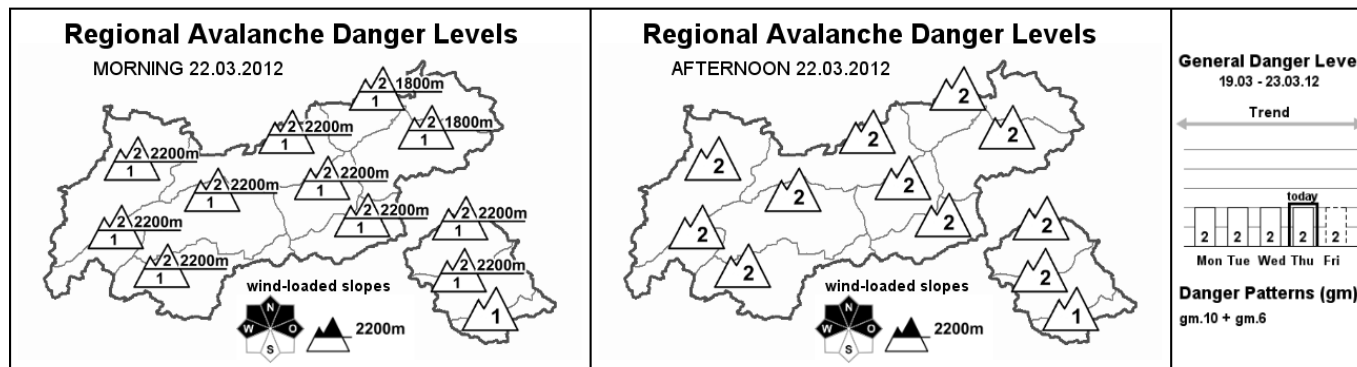 Regional Avalanche Danger Levels
MORNING 22.03.2012
2 1800m
1
2 1800m
1
2 2200m
1
2 2200m
1
2 2200m
1
2 2200m
1
2 2200m
1
2 2200m
1
2 2200m
1
2 2200m
1
2 2200m
1
1
wind-loaded slopes
N
W O
S
2200m
Regional Avalanche Danger Levels
AFTERNOON 22.03.2012
2
2
2
2
2
2
2
2
2
2
2
1
wind-loaded slopes
N
W O
S
2200m
General Danger Leve
19.03 - 23.03.12
Trend
today
2 2 2 2 2
Mon Tue Wed Thu Fri
Danger Patterns (gm)
gm.10 + gm.6